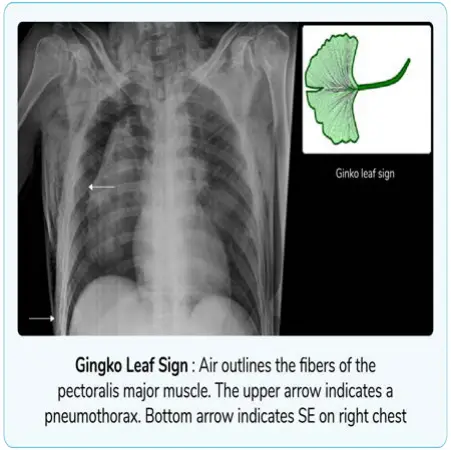 Ginko leaf sign
Gingko Leaf Sign : Air outlines the fibers of the
pectoralis major muscle. The upper arrow indicates a
pneumothorax. Bottom arrow indicates SE on right chest